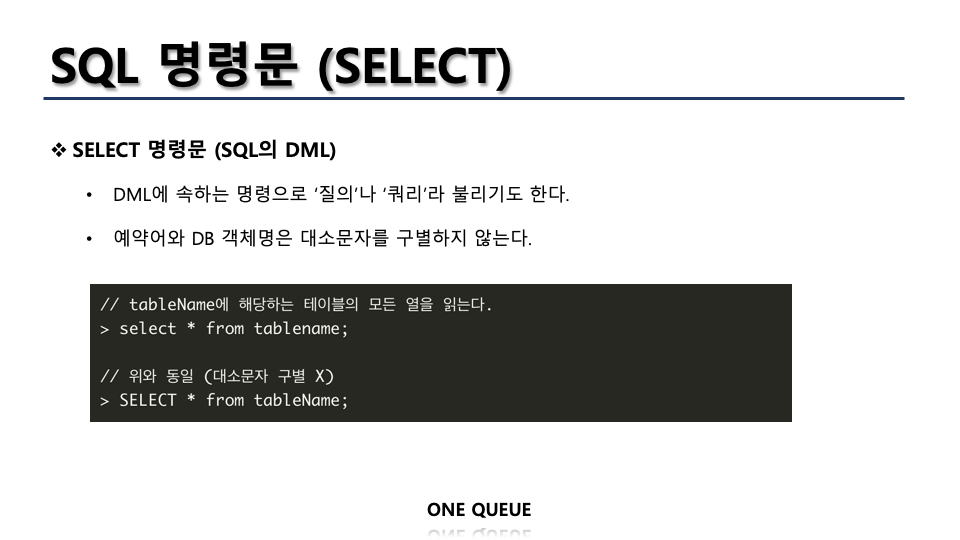 SQL 명령문 (SELECT)
❖ SELECT 명령문 (SQL의 DML)
• DML에 속하는 명령으로 ‘질의’나 ‘쿼리’라 불리기도 한다.
• 예약어와 DB 객체명은 대소문자를 구별하지 않는다.
// tableName에 해당하는 테이블의 모든 열을 읽는다.
> select * from tablename;
// 위와 동일 (대소문자 구별 X)
> SELECT * from tableName;
ONE QUEUE